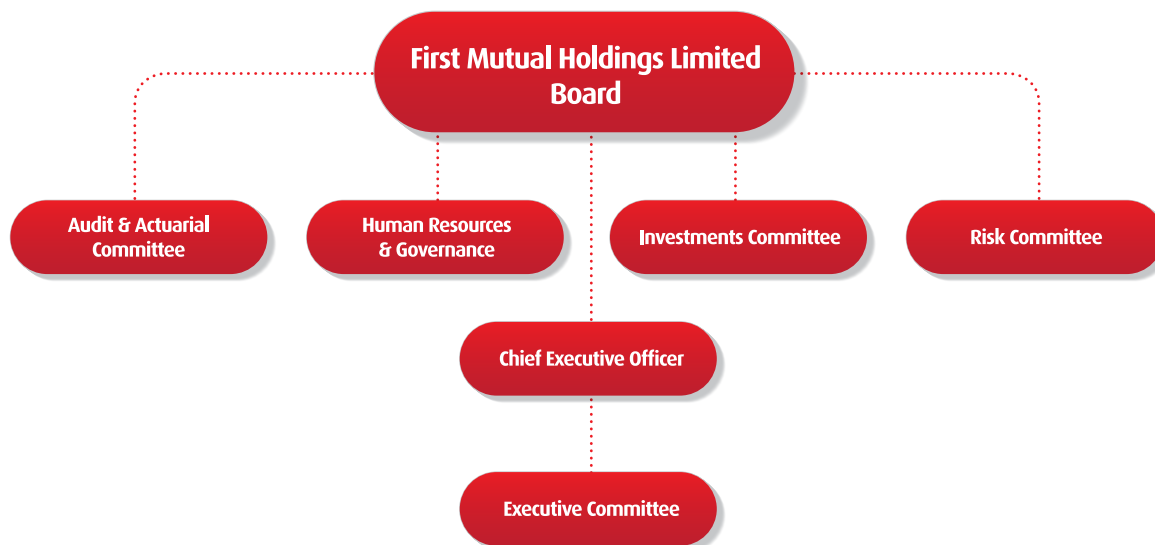 First Mutual Holdings Limited
Board
Audit & Actuarial
Committee
Human Resources
& Governance
Investments Committee
Risk Committee
Chief Executive Officer
Executive Committee